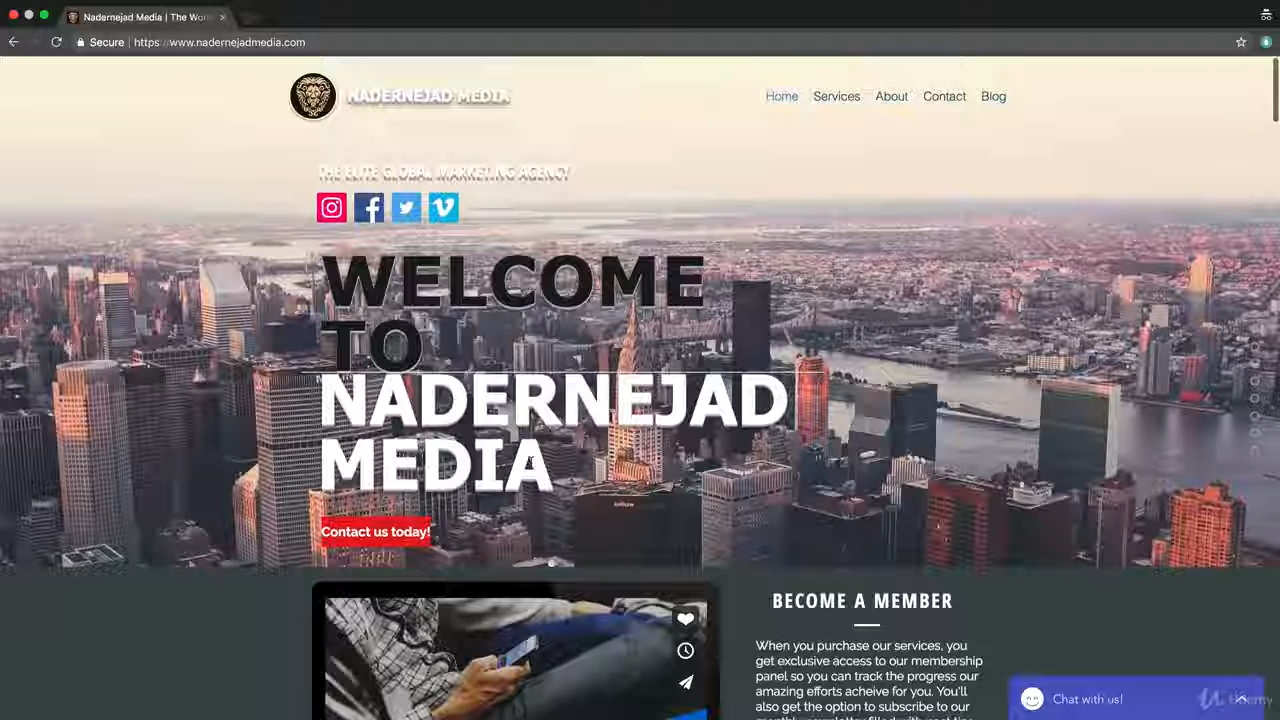 Nadernejad Media | The Worl
Secure | https://www.nadernejadmedia.com
NADERNEJAD MEDIA
Home Services About Contact Blog
THE ELITE GLOBAL MARKETING AGENCY
WELCOME
TO
NADERNEJAD
MEDIA
Contact us today!
BECOME A MEMBER
When you purchase our services, you
get exclusive access to our membership
panel so you can track the progress our
amazing efforts acheive for you. You'll
also get the option to subscribe to our
Chat with us!
udemy